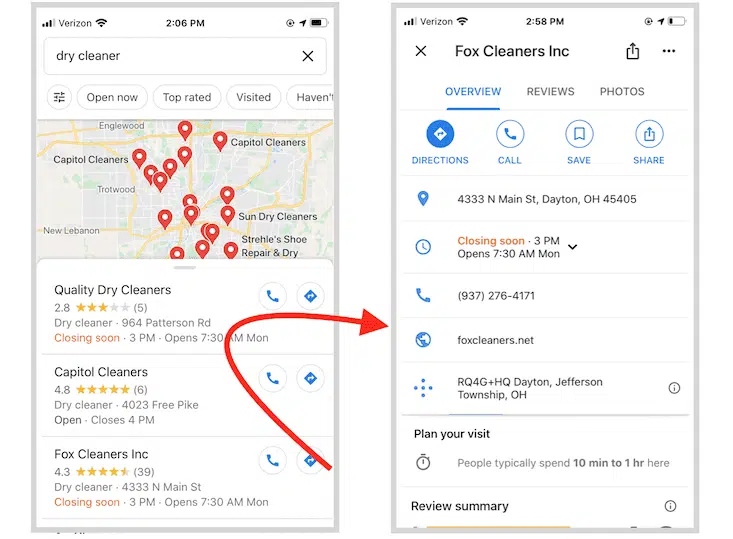 Verizon 2:06 PM
dry cleaner
Open now Top rated Visited Haven't
Englewood
Capitol Cleaners
Capitol Cleaners
Trotwood
Sun Dry Cleaners
New Lebanon
Strehle's Shoe
Repair & Dry
Quality Dry Cleaners
2.8 (5)
Dry cleaner · 964 Patterson Rd
Closing soon · 3 PM · Opens 7:30 AM Mon
Capitol Cleaners
4.8 (6)
Dry cleaner · 4023 Free Pike
Open · Closes 4 PM
Fox Cleaners Inc
4.3 (39)
Dry cleaner · 4333 N Main St
Closing soon · 3 PM · Opens 7:30 AM Mon
Verizon 2:58 PM
Fox Cleaners Inc
OVERVIEW REVIEWS PHOTOS
DIRECTIONS CALL SAVE SHARE
4333 N Main St, Dayton, OH 45405
Closing soon · 3 PM
Opens 7:30 AM Mon
(937) 276-4171
foxcleaners.net
RQ4G+HQ Dayton, Jefferson
Township, OH
Plan your visit
People typically spend 10 min to 1 hr here
Review summary